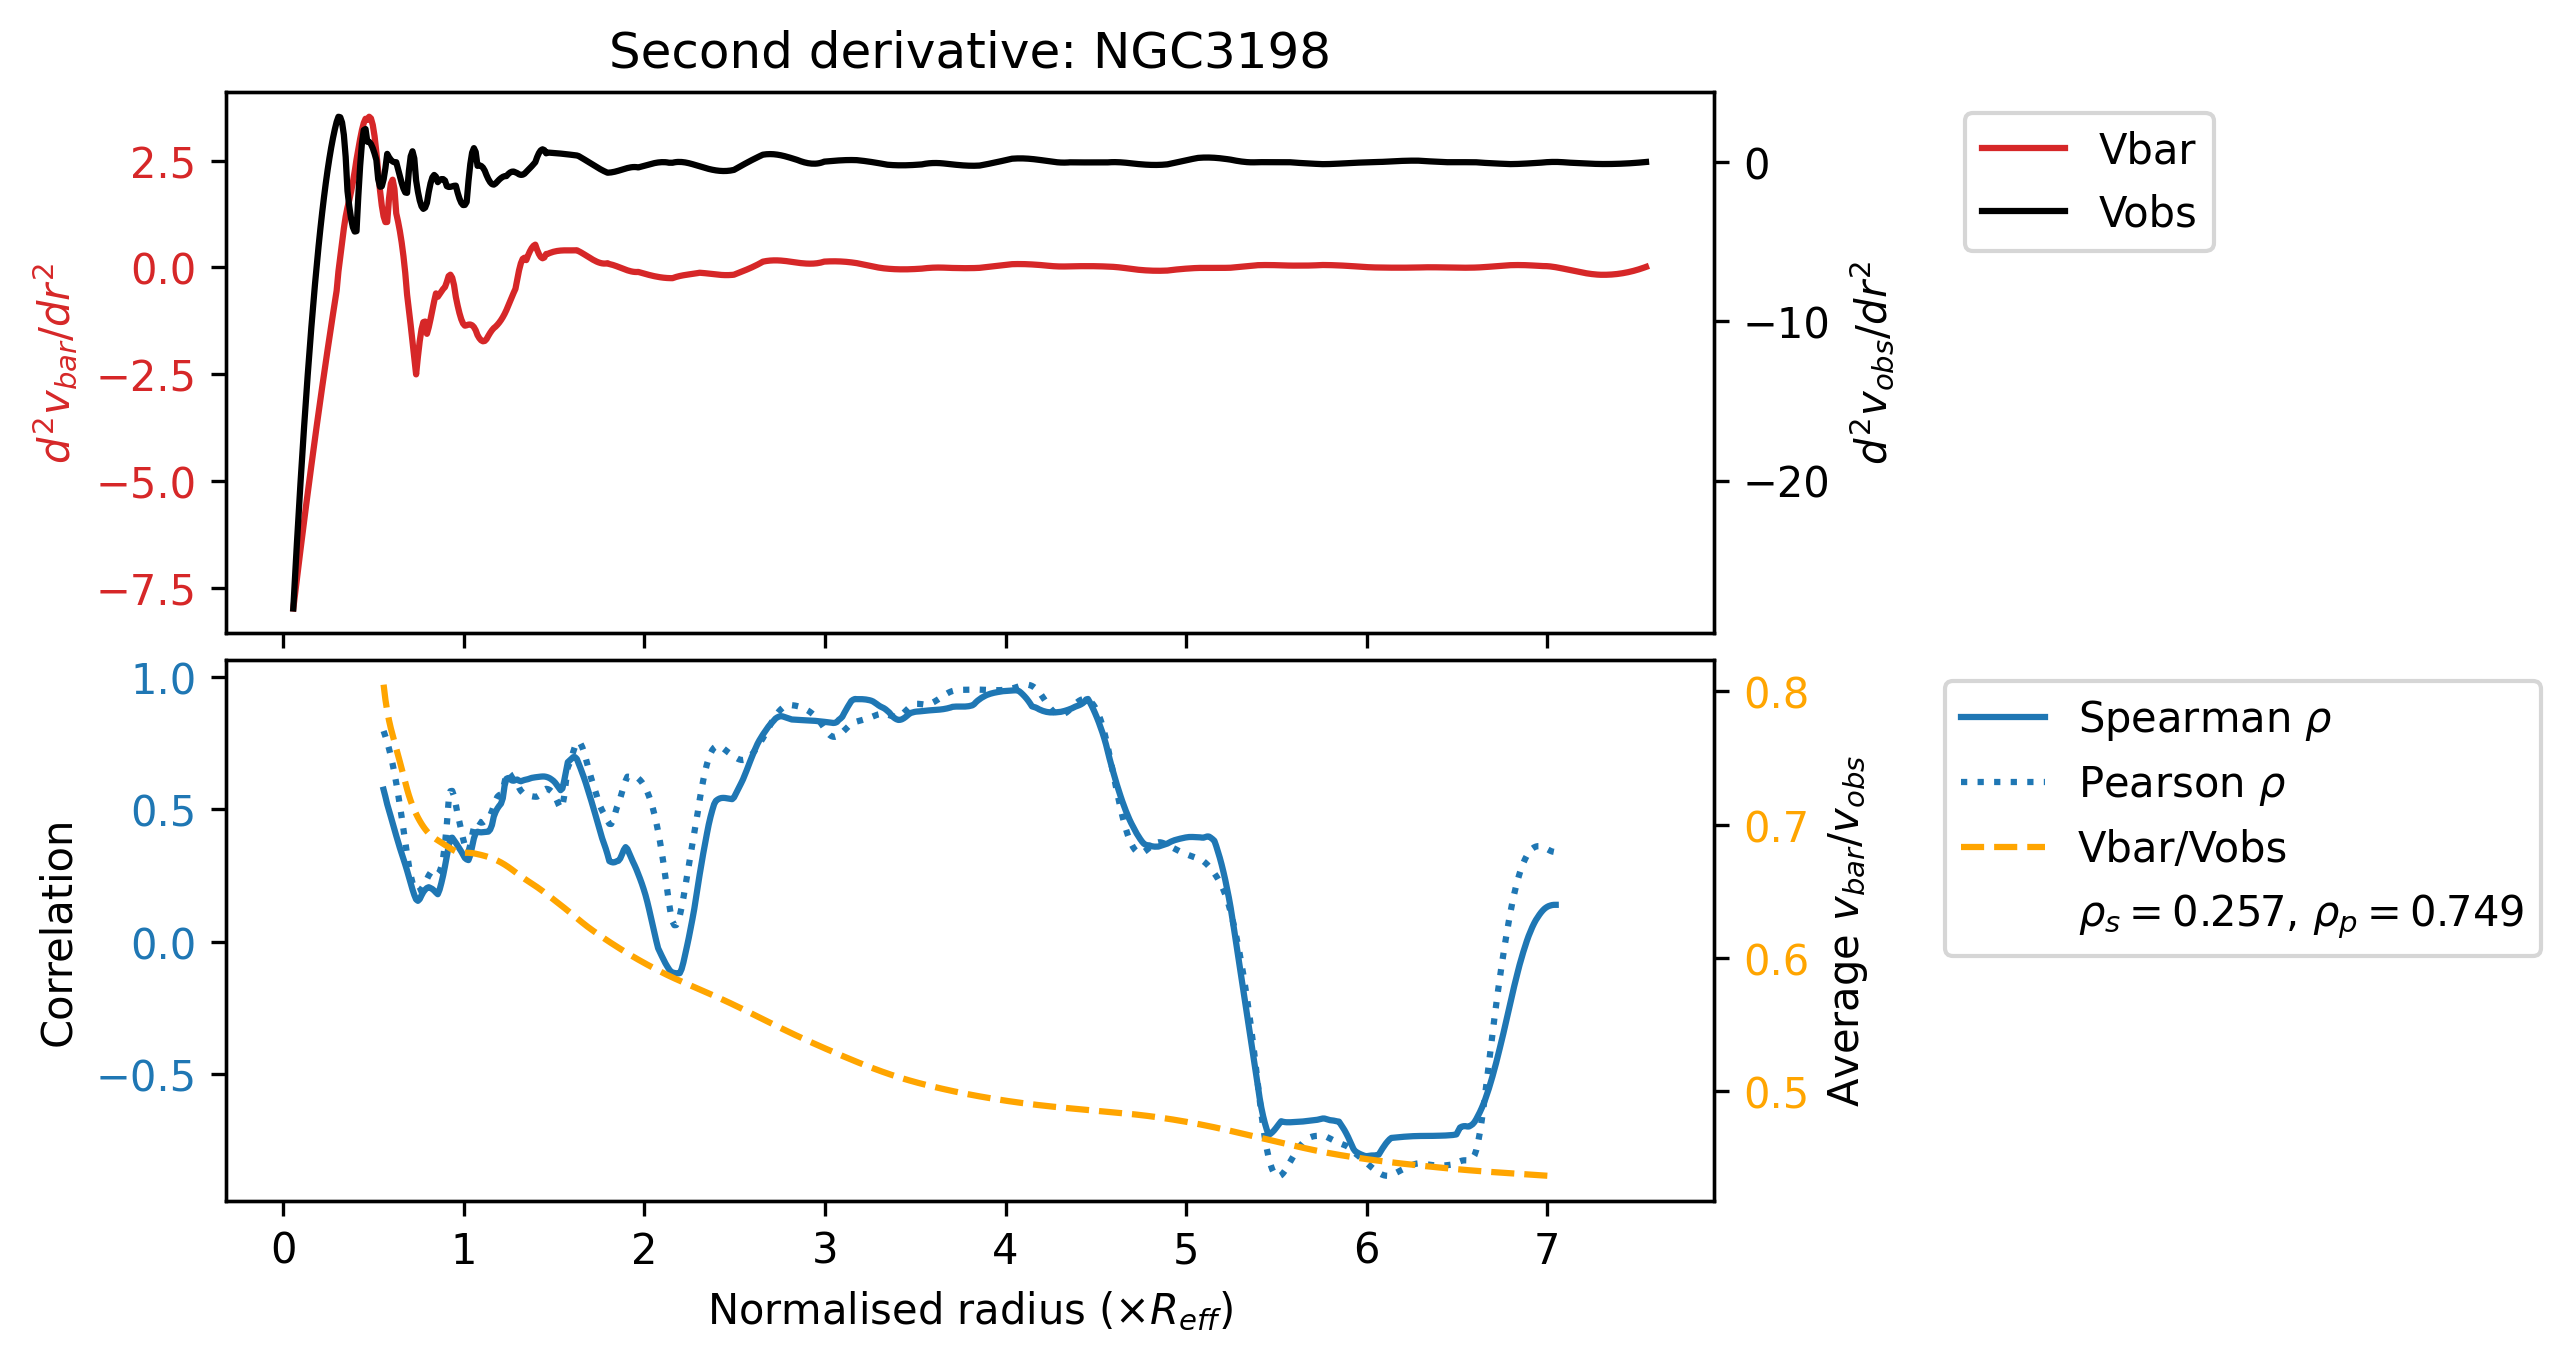 Second derivative: NGC3198
2.5
0.0
−2.5
−5.0
−7.5
d²v_bar/dr²
0
−10
−20
d²v_obs/dr²
Vbar
Vobs
1.0
0.5
0.0
−0.5
Correlation
0.8
0.7
0.6
0.5
Average v_bar/v_obs
Spearman ρ
Pearson ρ
Vbar/Vobs
ρ_s = 0.257, ρ_p = 0.749
0 1 2 3 4 5 6 7
Normalised radius (×R_eff)